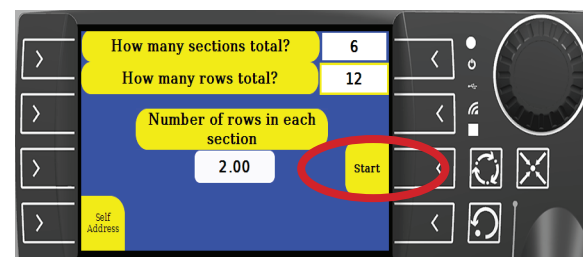 How many sections total? 6
How many rows total? 12
Number of rows in each
section
2.00
Start
Self
Address